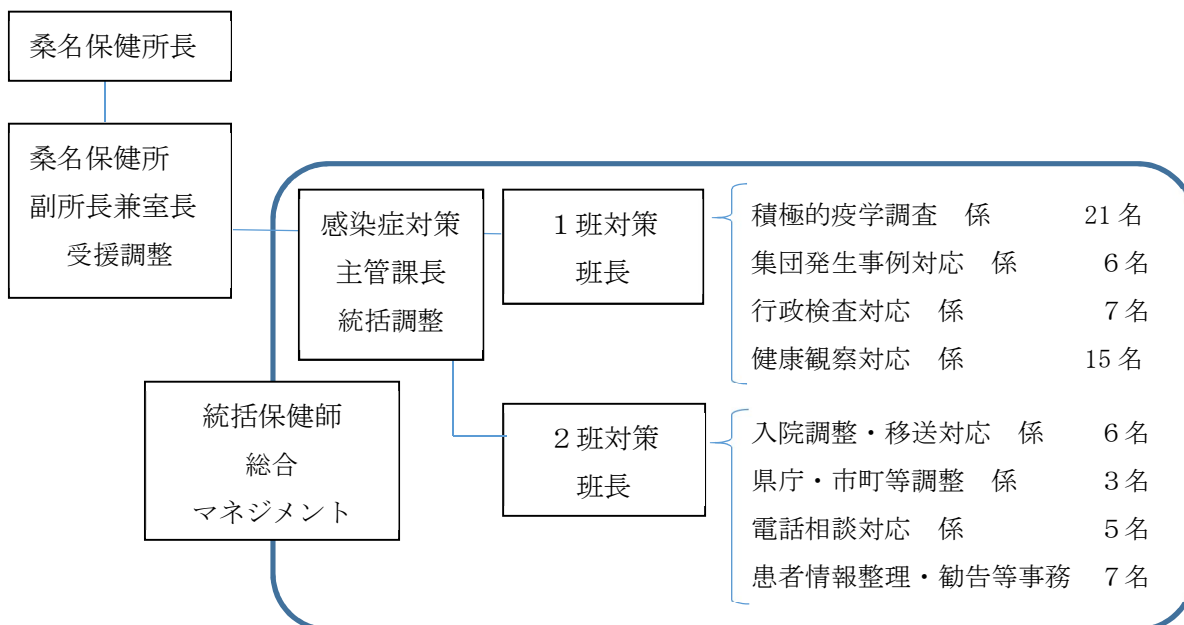 桑名保健所長
桑名保健所
副所長兼室長
受援調整
感染症対策
主管課長
統括調整
統括保健師
総合
マネジメント
１班対策
班長
積極的疫学調査　係　21名
集団発生事例対応　係　６名
行政検査対応　係　７名
健康観察対応　係　15名
２班対策
班長
入院調整・移送対応　係　６名
県庁・市町等調整　係　３名
電話相談対応　係　５名
患者情報整理・勧告等事務　７名